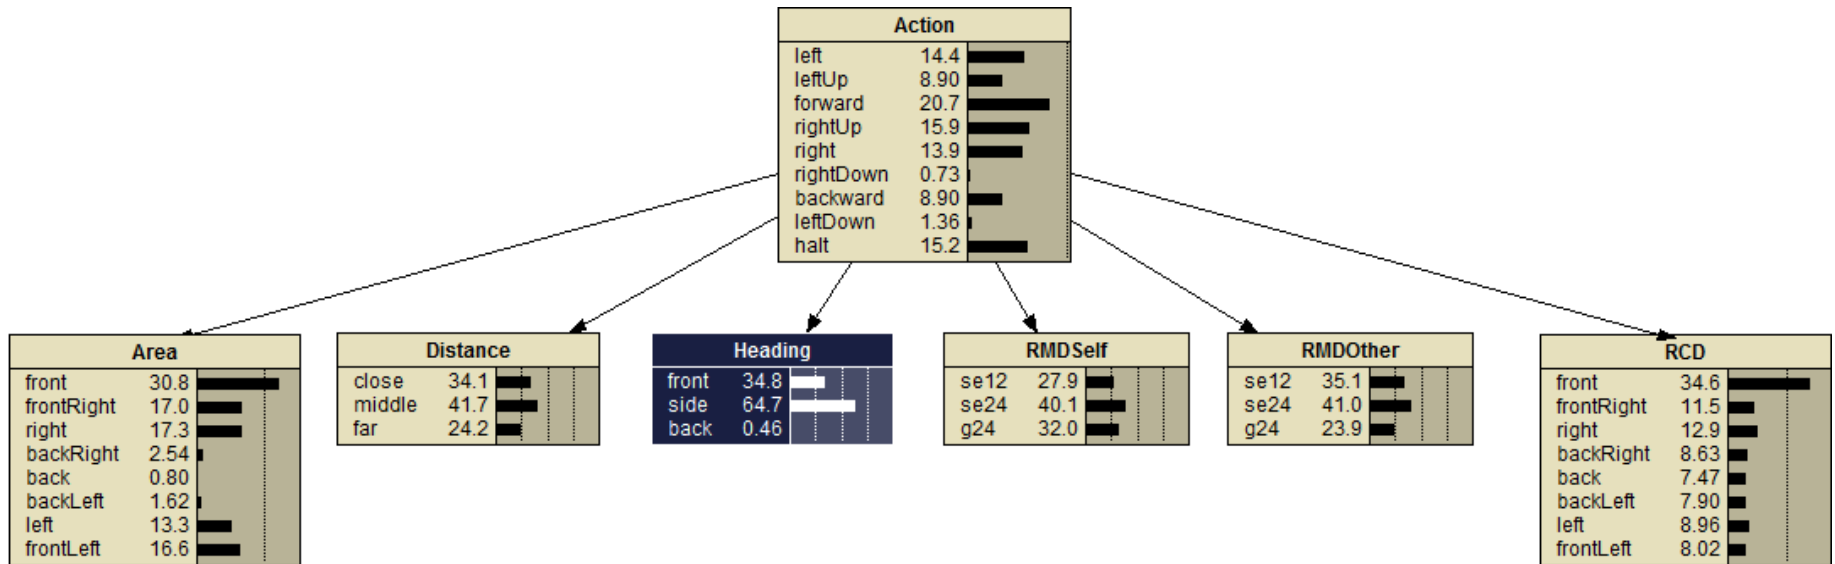 Action
left 14.4
leftUp 8.90
forward 20.7
rightUp 15.9
right 13.9
rightDown 0.73
backward 8.90
leftDown 1.36
halt 15.2
Area
front 30.8
frontRight 17.0
right 17.3
backRight 2.54
back 0.80
backLeft 1.62
left 13.3
frontLeft 16.6
Distance
close 34.1
middle 41.7
far 24.2
Heading
front 34.8
side 64.7
back 0.46
RMDSelf
se12 27.9
se24 40.1
g24 32.0
RMDOther
se12 35.1
se24 41.0
g24 23.9
RCD
front 34.6
frontRight 11.5
right 12.9
backRight 8.63
back 7.47
backLeft 7.90
left 8.96
frontLeft 8.02